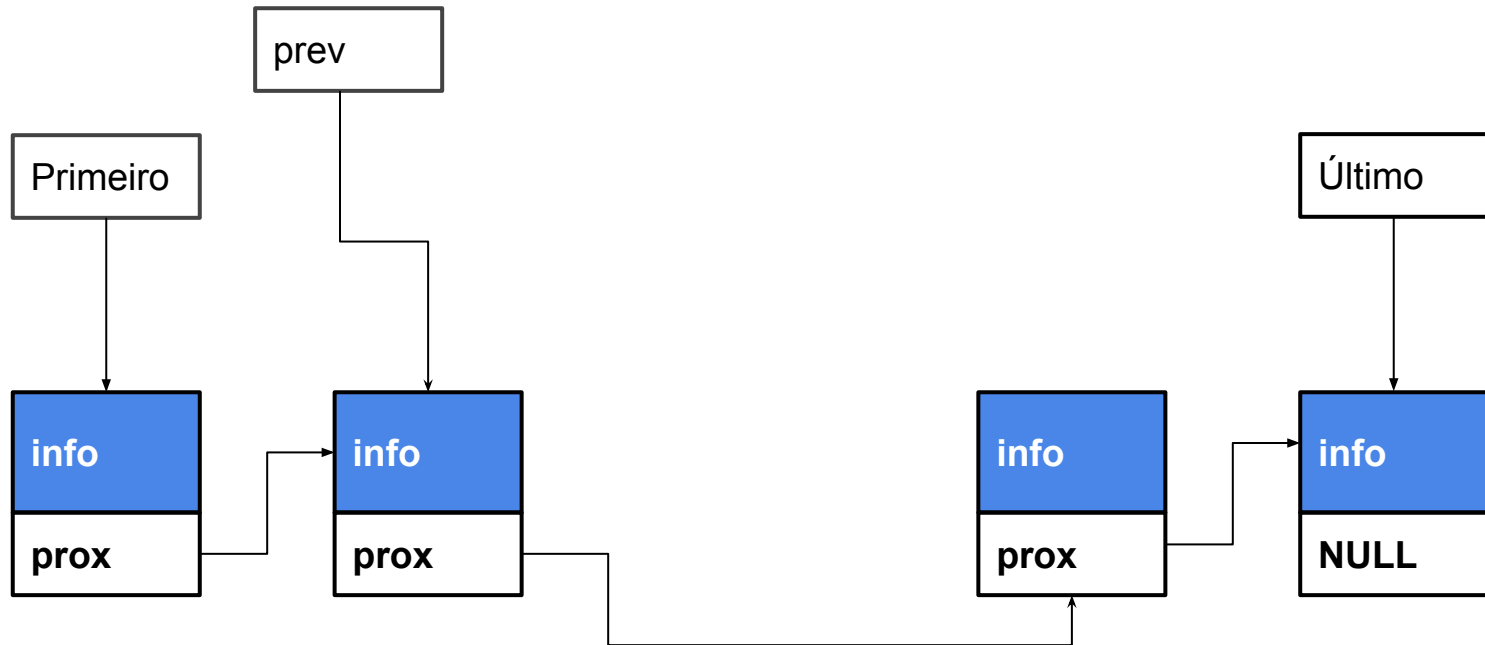 prev
Primeiro
Último
info
info
info
info
prox
prox
prox
NULL